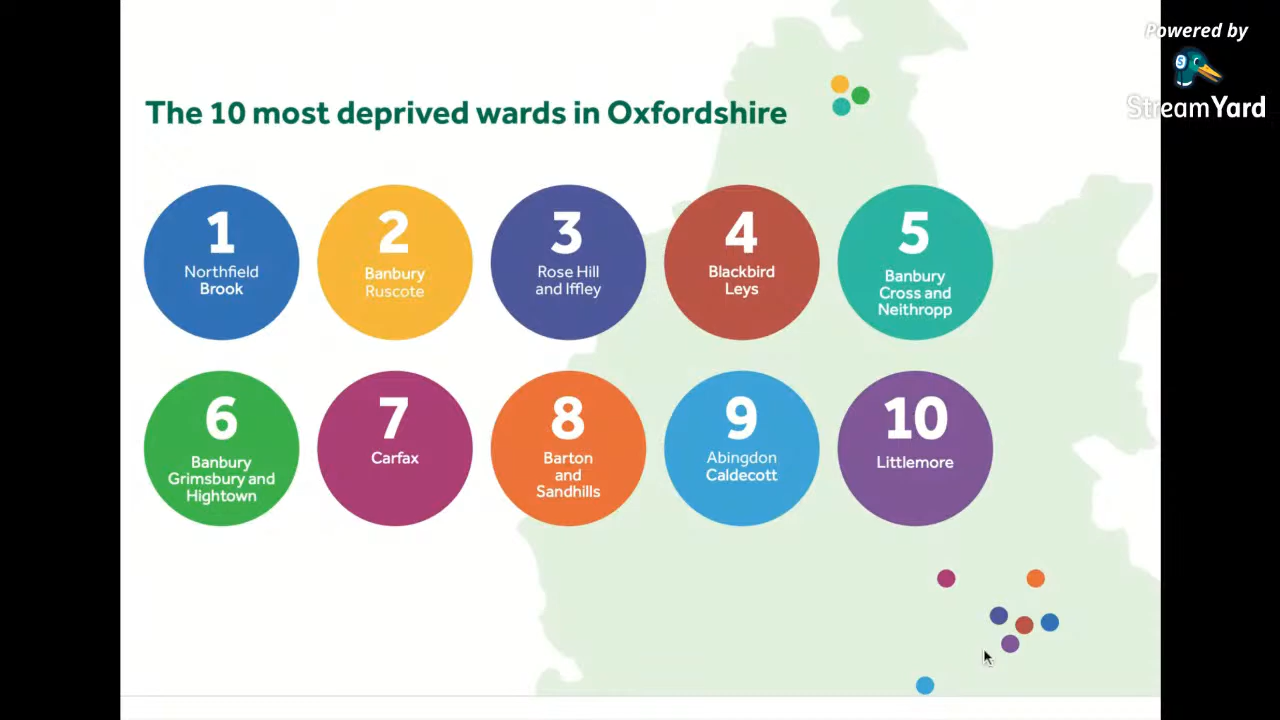 Powered by
StreamYard
The 10 most deprived wards in Oxfordshire
1
Northfield
Brook
2
Banbury
Ruscote
3
Rose Hill
and Iffley
4
Blackbird
Leys
5
Banbury
Cross and
Neithropp
6
Banbury
Grimsbury and
Hightown
7
Carfax
8
Barton
and
Sandhills
9
Abingdon
Caldecott
10
Littlemore